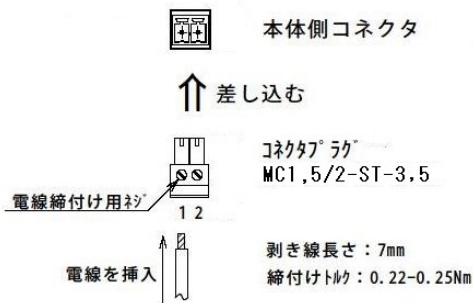 本体側コネクタ
差し込む
ｺﾈｸﾀﾌﾟﾗｸﾞ
MC1,5/2-ST-3,5
電線締付け用ﾈｼﾞ
1 2
電線を挿入
剥き線長さ：7mm
締付けﾄﾙｸ：0.22-0.25Nm